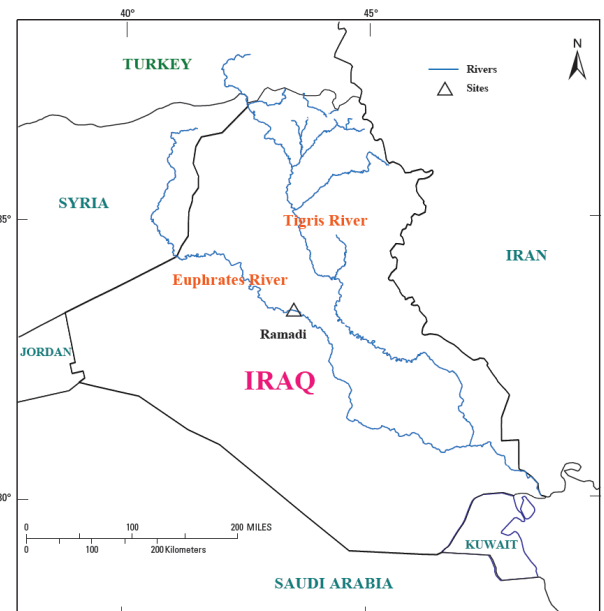 40°
45°
N
TURKEY
Rivers
Sites
SYRIA
35°
Tigris River
IRAN
Euphrates River
Ramadi
JORDAN
IRAQ
30°
0 100 200 MILES
0 100 200 Kilometers
KUWAIT
SAUDI ARABIA